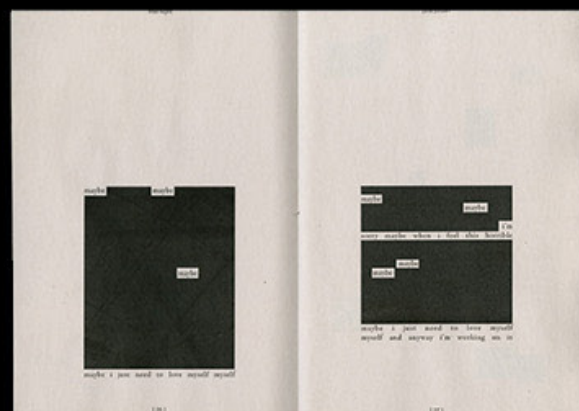 maybe maybe
maybe
maybe i just need to love myself myself
maybe
maybe
i'm
sorry maybe when i feel this horrible
maybe
maybe
maybe i just need to love myself
myself and anyway i'm working on it